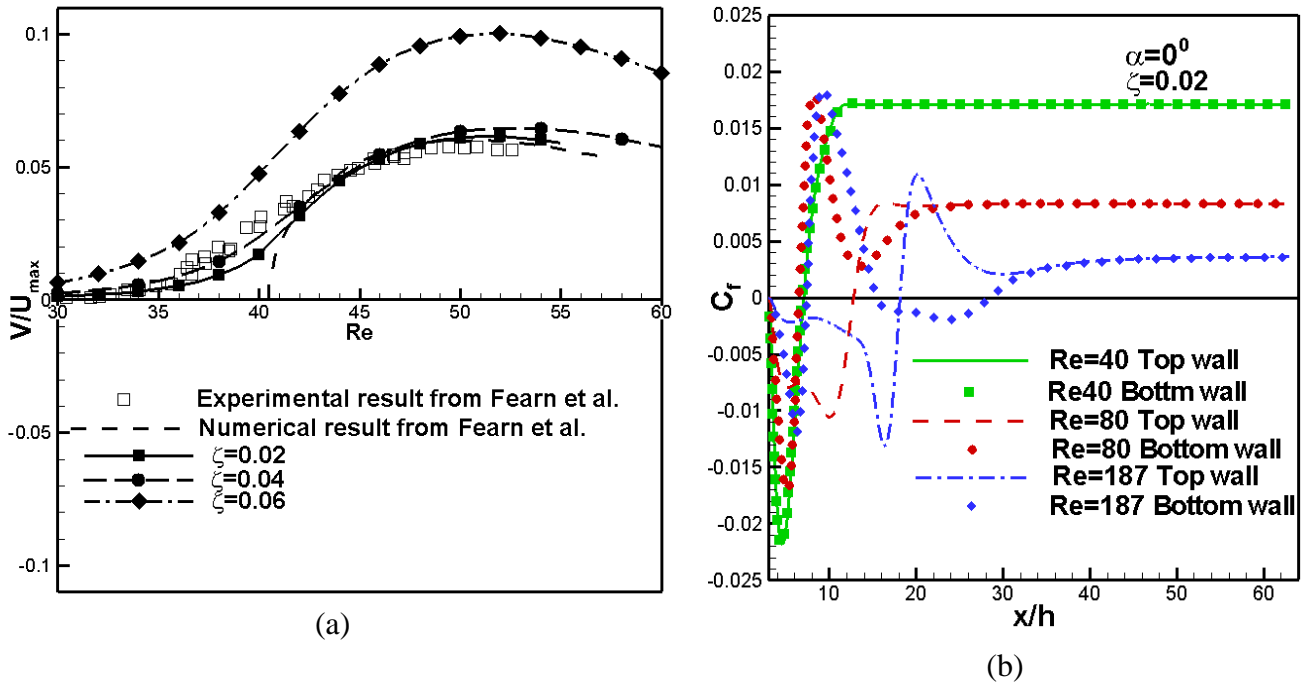 0.1
0.05
0
-0.05
-0.1
V/U max
30
35
40
45
50
55
60
Re
Experimental result from Fearn et al.
Numerical result from Fearn et al.
ζ=0.02
ζ=0.04
ζ=0.06
(a)
0.025
0.02
0.015
0.01
0.005
0
-0.005
-0.01
-0.015
-0.02
-0.025
C f
α=0⁰
ζ=0.02
Re=40 Top wall
Re40 Bottm wall
Re=80 Top wall
Re=80 Bottom wall
Re=187 Top wall
Re=187 Bottom wall
10
20
30
40
50
60
x/h
(b)